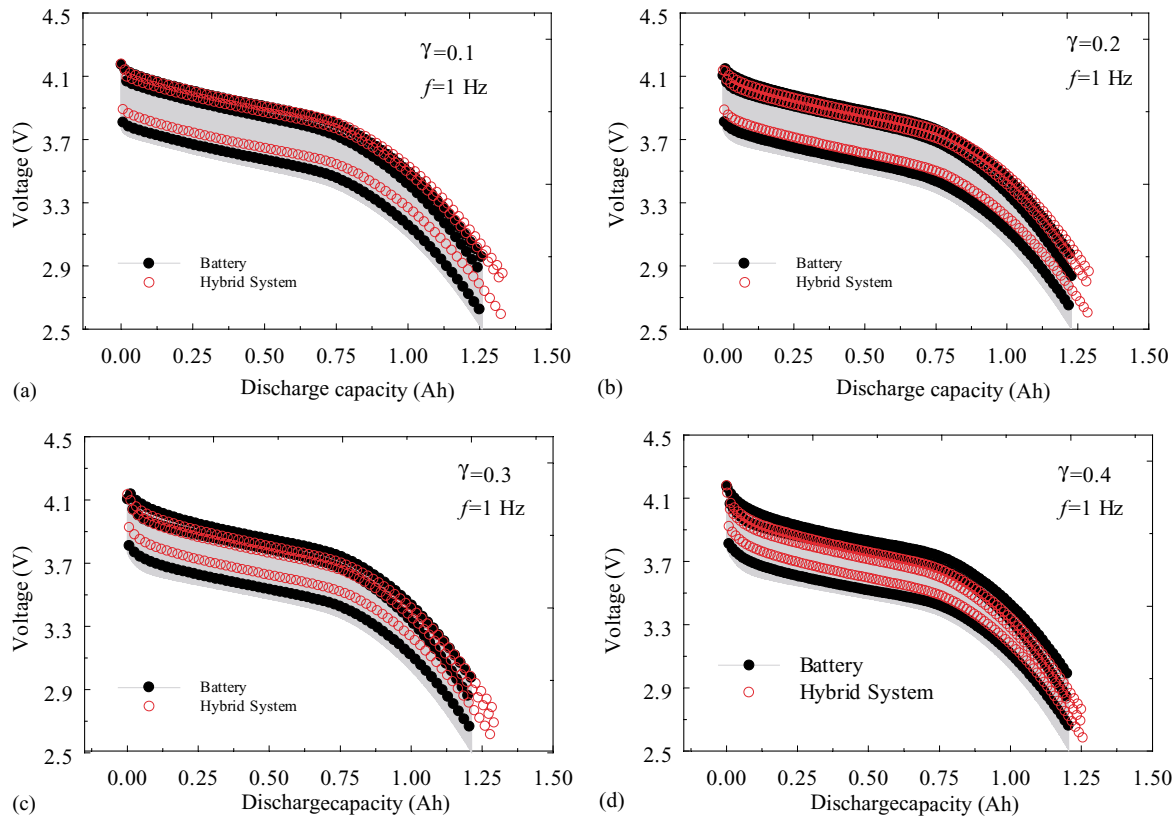 4.5
4.1
3.7
3.3
2.9
2.5
Voltage (V)
γ=0.1
f=1 Hz
Battery
Hybrid System
0.00 0.25 0.50 0.75 1.00 1.25 1.50
(a) Discharge capacity (Ah)
4.5
4.1
3.7
3.3
2.9
2.5
Voltage (V)
γ=0.2
f=1 Hz
Battery
Hybrid System
0.00 0.25 0.50 0.75 1.00 1.25 1.50
(b) Discharge capacity (Ah)
4.5
4.1
3.7
3.3
2.9
2.5
Voltage (V)
γ=0.3
f=1 Hz
Battery
Hybrid System
0.00 0.25 0.50 0.75 1.00 1.25 1.50
(c) Dischargecapacity (Ah)
4.5
4.1
3.7
3.3
2.9
2.5
Voltage (V)
γ=0.4
f=1 Hz
Battery
Hybrid System
0.00 0.25 0.50 0.75 1.00 1.25 1.50
(d) Dischargecapacity (Ah)